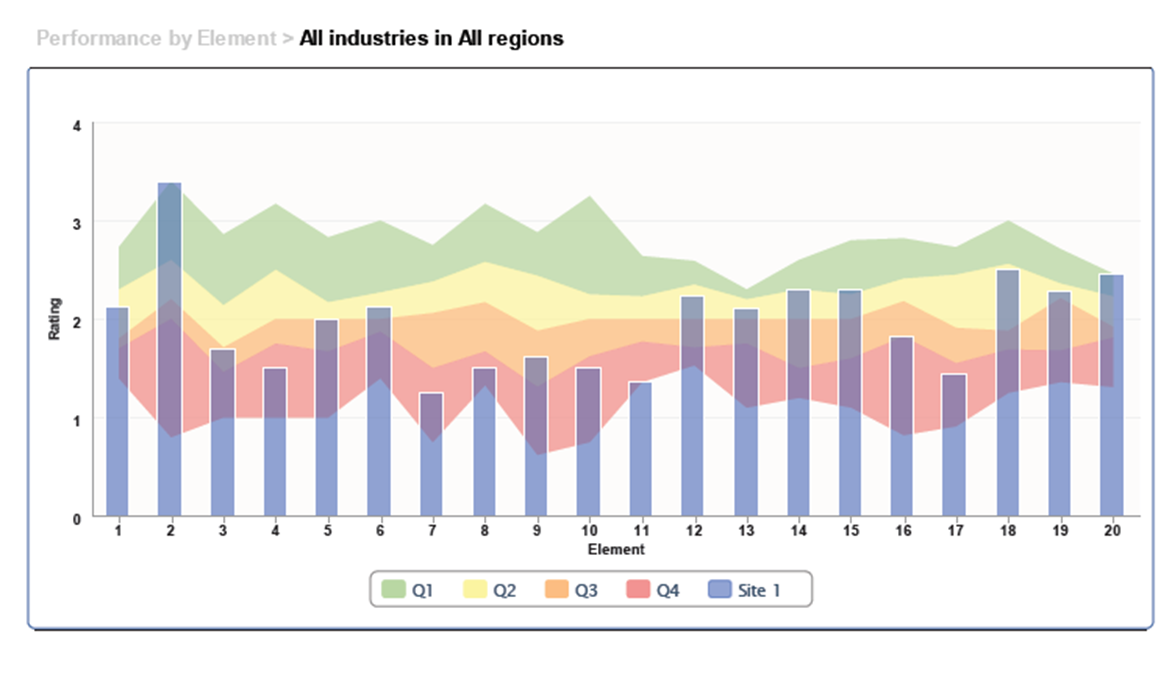 Performance by Element > All industries in All regions
4
3
2
1
0
Rating
1 2 3 4 5 6 7 8 9 10 11 12 13 14 15 16 17 18 19 20
Element
Q1 Q2 Q3 Q4 Site 1